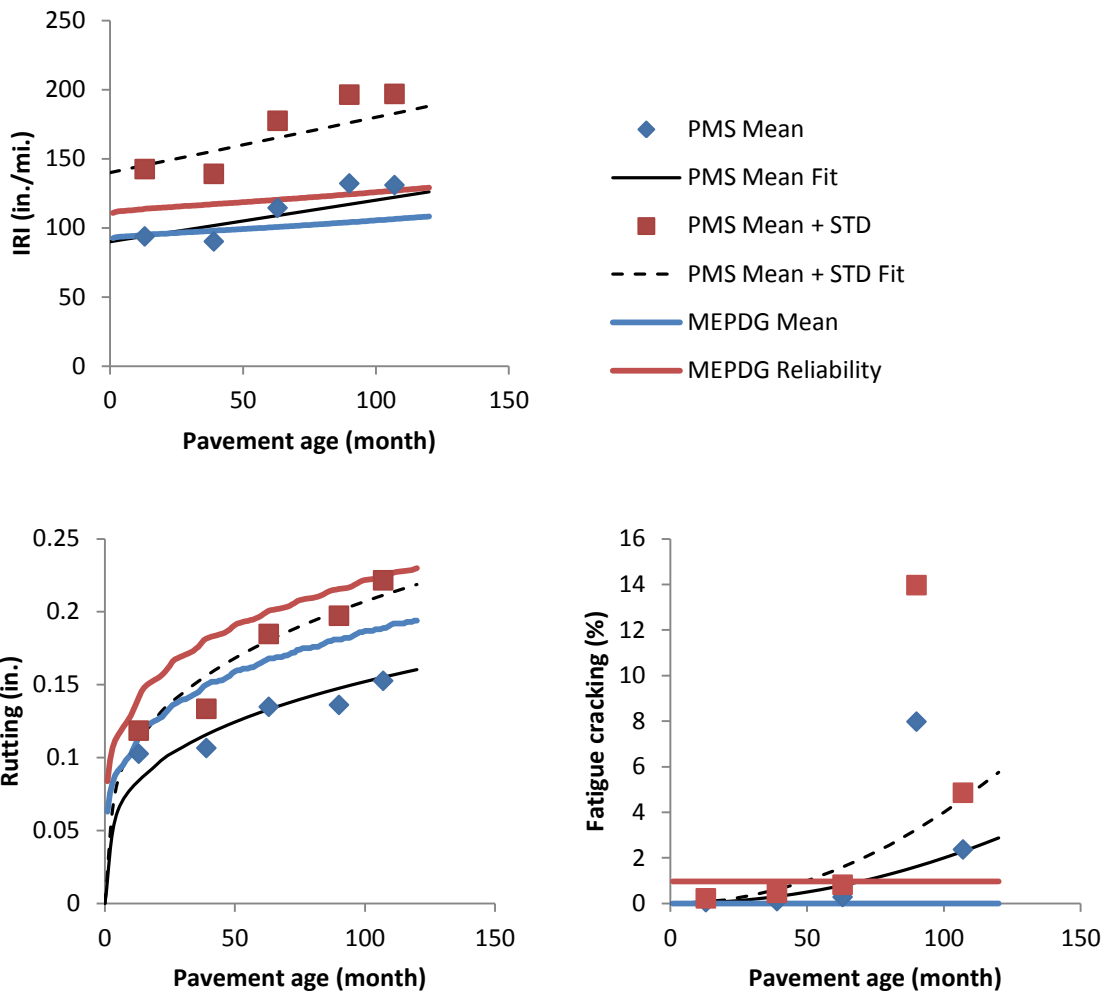 250
200
150
100
50
0
IRI (in./mi.)
0 50 100 150
Pavement age (month)
PMS Mean
PMS Mean Fit
PMS Mean + STD
PMS Mean + STD Fit
MEPDG Mean
MEPDG Reliability
0.25
0.2
0.15
0.1
0.05
0
Rutting (in.)
0 50 100 150
Pavement age (month)
16
14
12
10
8
6
4
2
0
Fatigue cracking (%)
0 50 100 150
Pavement age (month)